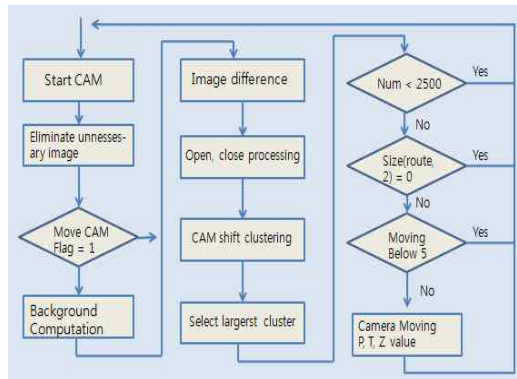 Start CAM
Eliminate unnesses-
ary image
Move CAM
Flag = 1
Background
Computation
Image difference
Open, close processing
CAM shift clustering
Select largerst cluster
Num < 2500
Yes
No
Size(route,
2) = 0
Yes
No
Moving
Below 5
Yes
No
Camera Moving
P, T, Z value